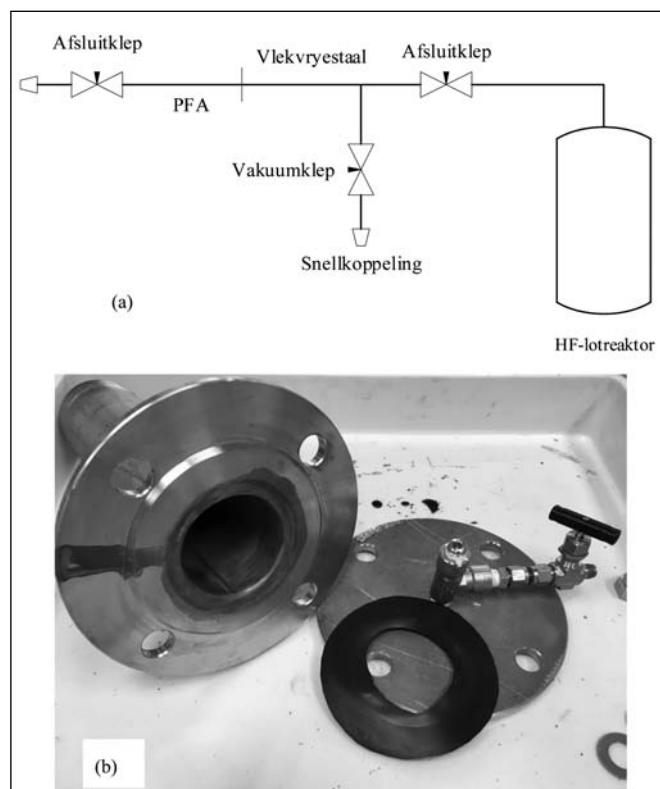 Afsluitklep
Vlekvryestaal
Afsluitklep
PFA
Vakuumklep
Snellkoppeling
(a)
HF-lotreaktor
(b)